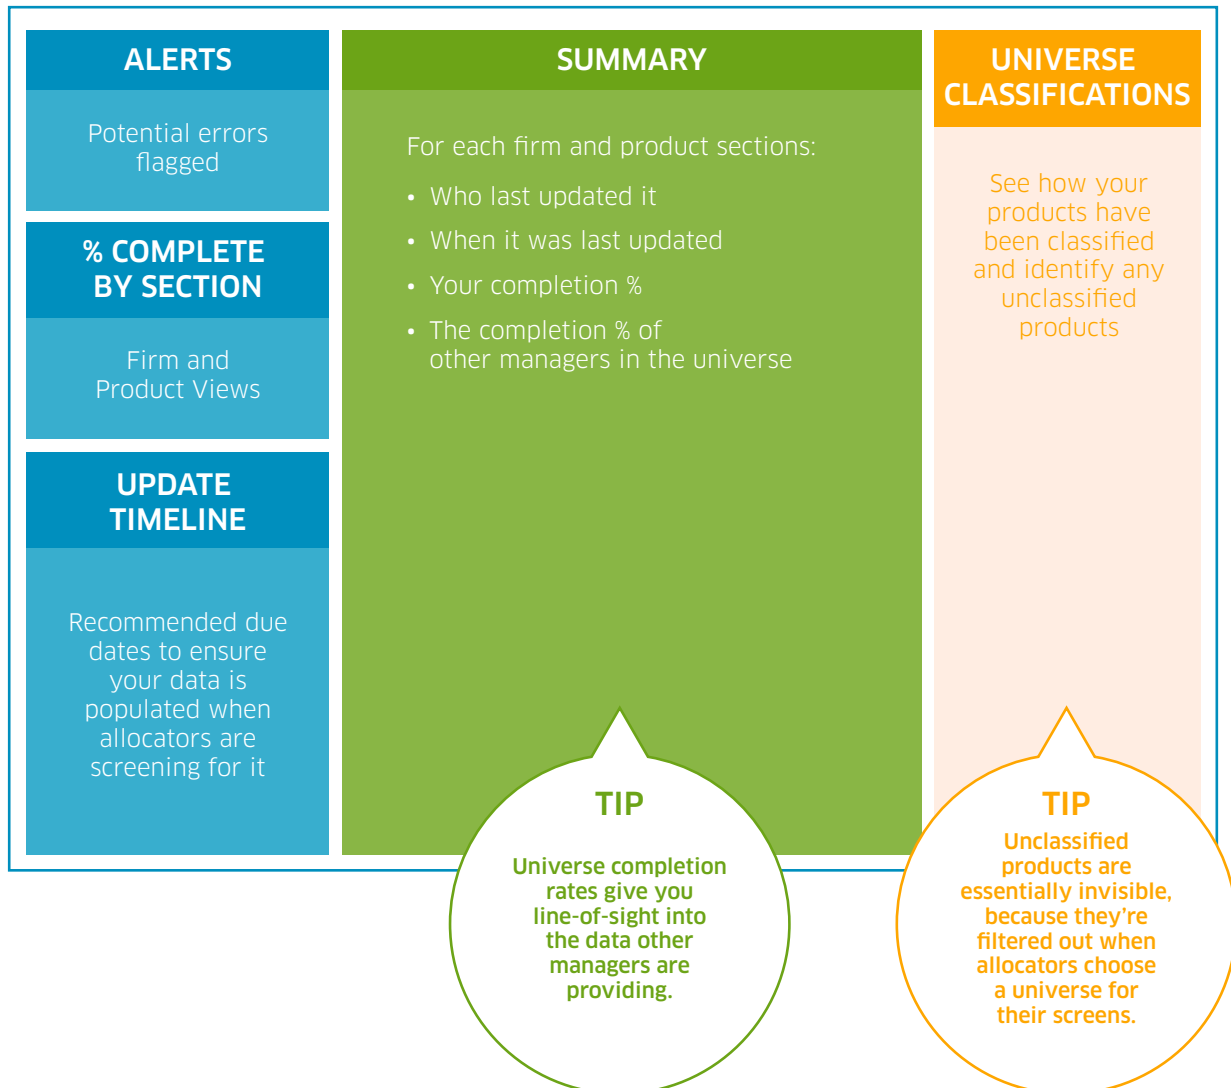 ALERTS
Potential errors
flagged
% COMPLETE
BY SECTION
Firm and
Product Views
UPDATE
TIMELINE
Recommended due
dates to ensure
your data is
populated when
allocators are
screening for it
SUMMARY
For each firm and product sections:
• Who last updated it
• When it was last updated
• Your completion %
• The completion % of
other managers in the universe
TIP
Universe completion
rates give you
line-of-sight into
the data other
managers are
providing.
UNIVERSE
CLASSIFICATIONS
See how your
products have
been classified
and identify any
unclassified
products
TIP
Unclassified
products are
essentially invisible,
because they’re
filtered out when
allocators choose
a universe for
their screens.